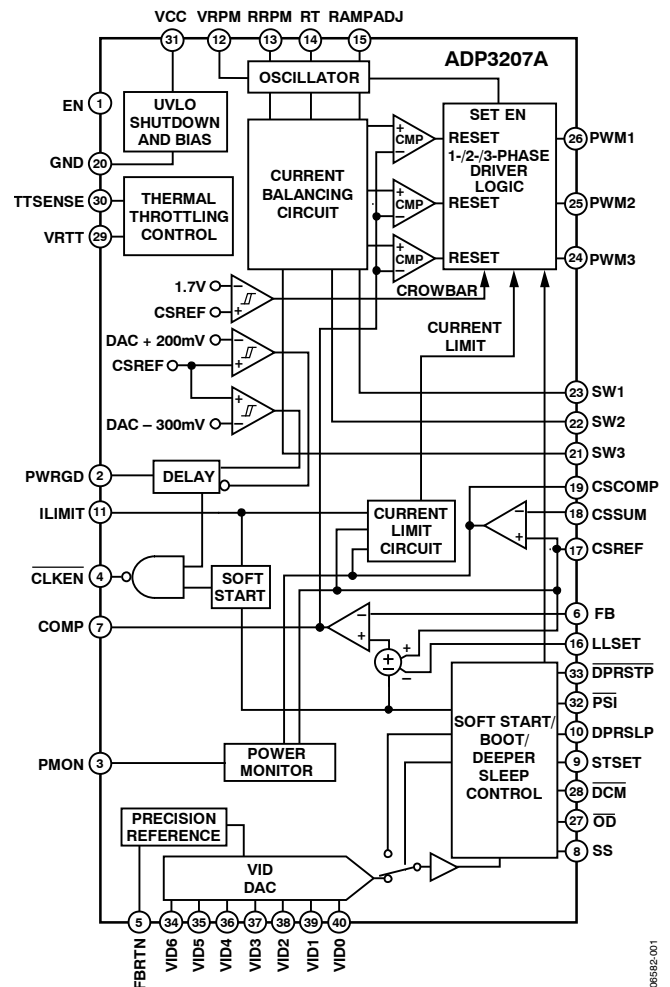 VCC VRPM RRPM RT RAMPADJ
31 12 13 14 15
ADP3207A
OSCILLATOR
EN 1
UVLO
SHUTDOWN
AND BIAS
SET EN
RESET
1-/2-/3-PHASE
DRIVER
LOGIC
RESET
RESET
+
CMP
–
+
CMP
–
+
CMP
–
26 PWM1
25 PWM2
24 PWM3
GND 20
CURRENT
BALANCING
CIRCUIT
TTSENSE 30
VRTT 29
THERMAL
THROTTLING
CONTROL
1.7V –
CSREF +
CROWBAR
DAC + 200mV –
CSREF +
CURRENT
LIMIT
+
DAC – 300mV –
23 SW1
22 SW2
21 SW3
PWRGD 2
DELAY
ILIMIT 11
CURRENT
LIMIT
CIRCUIT
19 CSCOMP
– 18 CSSUM
+ 17 CSREF
CLKEN 4
SOFT
START
COMP 7
– 6 FB
+
+
–
+
–
16 LLSET
33 DPRSTP
32 PSI
10 DPRSLP
9 STSET
28 DCM
27 OD
8 SS
SOFT START/
BOOT/
DEEPER
SLEEP
CONTROL
PMON 3
POWER
MONITOR
PRECISION
REFERENCE
VID
DAC
5 34 35 36 37 38 39 40
FBRTN VID6 VID5 VID4 VID3 VID2 VID1 VID0
06582-001